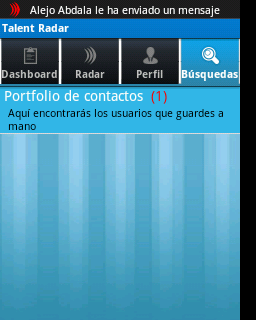 Alejo Abdala le ha enviado un mensaje
Talent Radar
Dashboard Radar Perfil Búsquedas
Portfolio de contactos (1)
Aquí encontrarás los usuarios que guardes a
mano